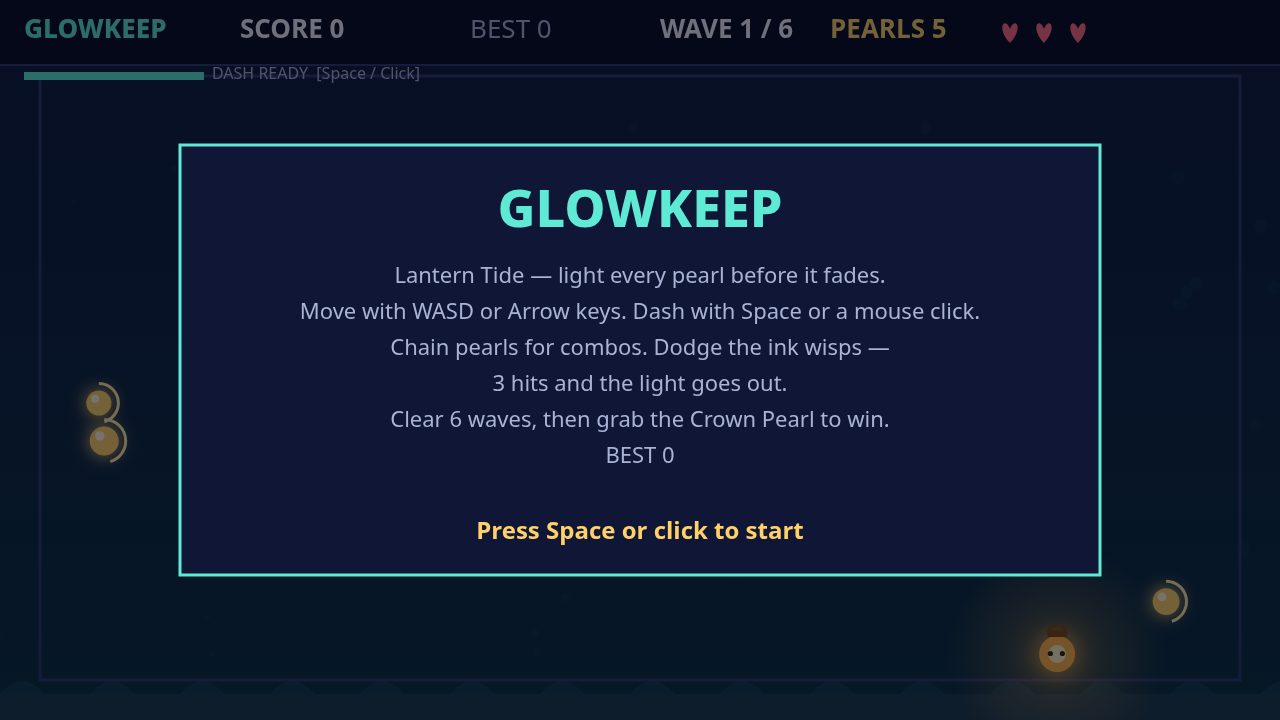 GLOWKEEP SCORE 0 BEST 0 WAVE 1 / 6 PEARLS 5
DASH READY [Space / Click]
GLOWKEEP
Lantern Tide — light every pearl before it fades.
Move with WASD or Arrow keys. Dash with Space or a mouse click.
Chain pearls for combos. Dodge the ink wisps —
3 hits and the light goes out.
Clear 6 waves, then grab the Crown Pearl to win.
BEST 0
Press Space or click to start